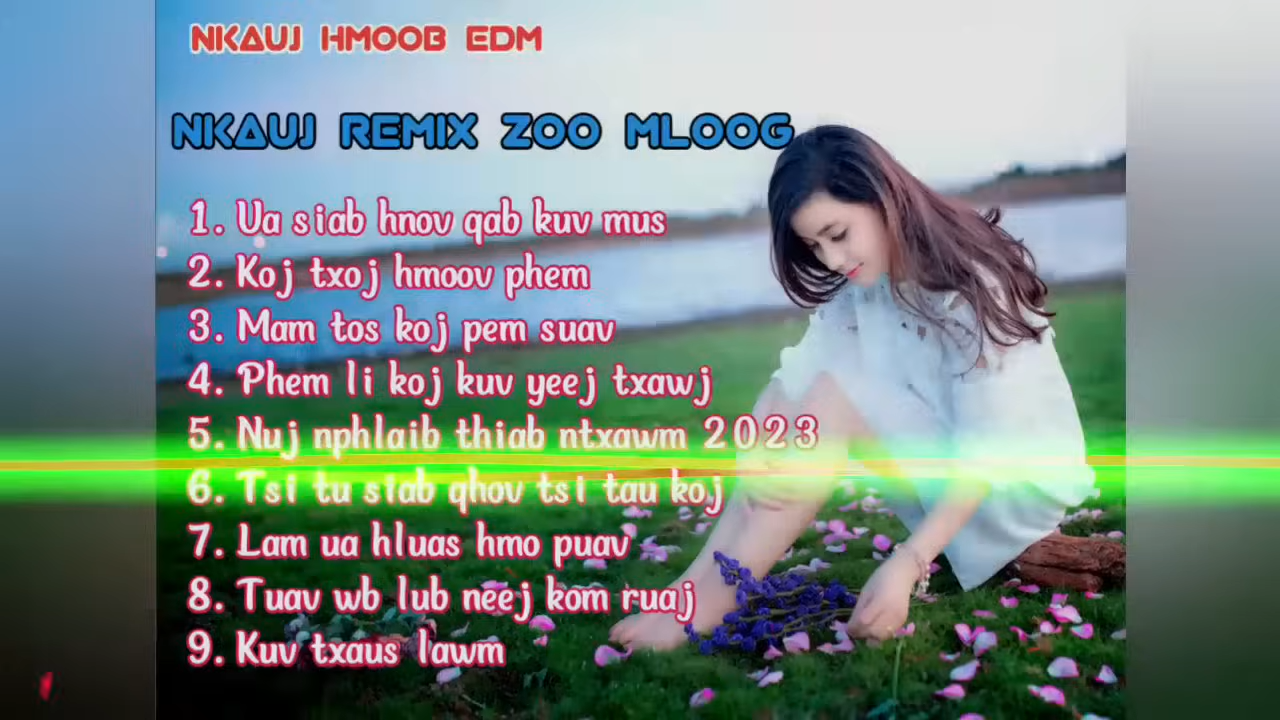 NKAUJ HMOOB EDM
NKAUJ REMIX ZOO MLOOG
1. Ua siab hnov qab kuv mus
2. Koj txoj hmoov phem
3. Mam tos koj pem suav
4. Phem li koj kuv yeej txawj
5. Nuj nphlaib thiab ntxawm 2023
6. Tsi tu siab qhov tsi tau koj
7. Lam ua hluas hmo puav
8. Tuav wb lub neej kom ruaj
9. Kuv txaus lawm